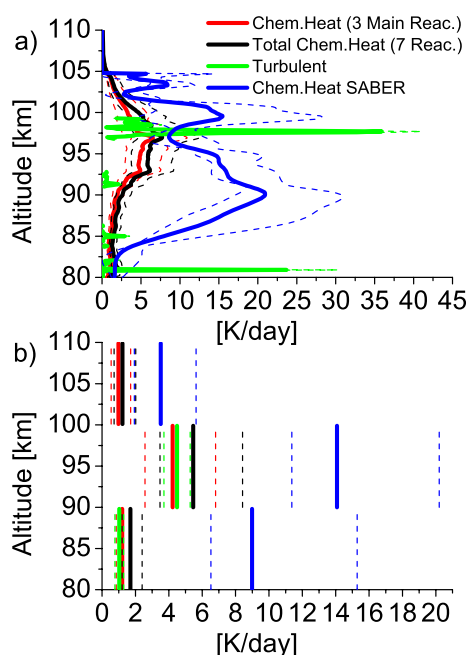 a)
Chem.Heat (3 Main Reac.)
Total Chem.Heat (7 Reac.)
Turbulent
Chem.Heat SABER
110
105
100
95
90
85
80
Altitude [km]
0 5 10 15 20 25 30 35 40 45
[K/day]
b)
110
105
100
95
90
85
80
Altitude [km]
0 2 4 6 8 10 12 14 16 18 20
[K/day]